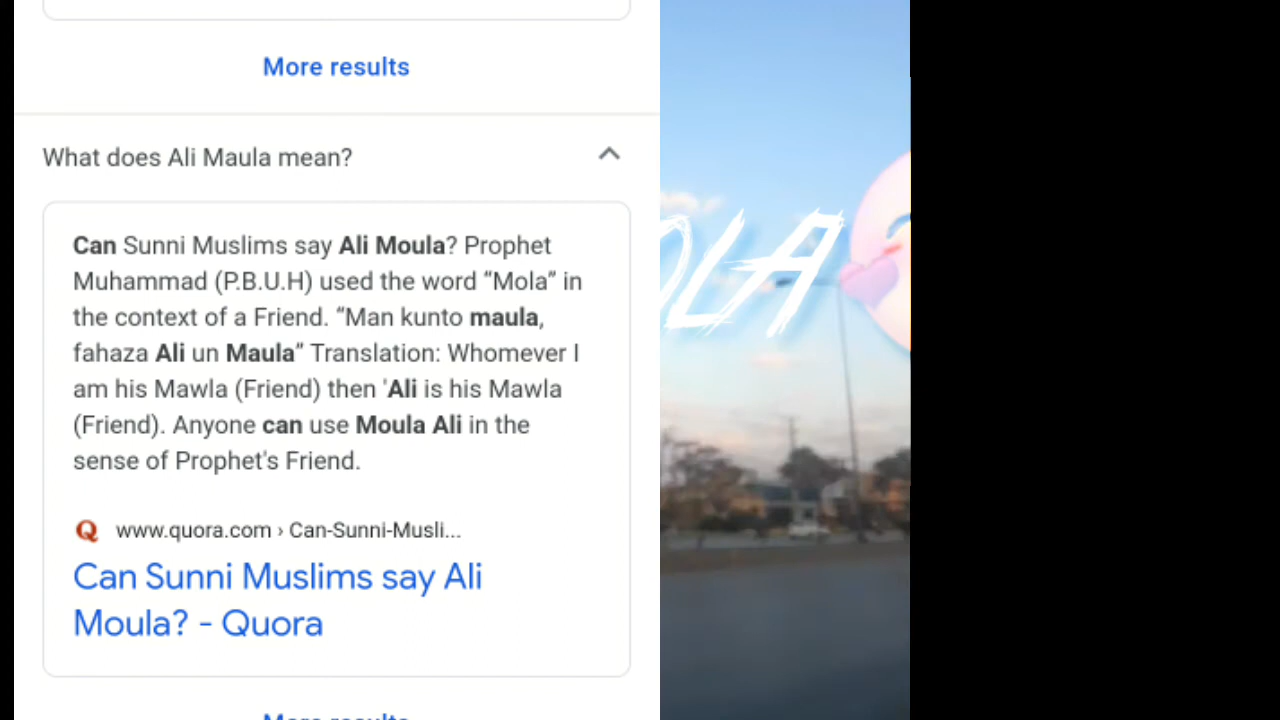 More results
What does Ali Maula mean?
Can Sunni Muslims say Ali Moula? Prophet
Muhammad (P.B.U.H) used the word “Mola” in
the context of a Friend. “Man kunto maula,
fahaza Ali un Maula” Translation: Whomever I
am his Mawla (Friend) then 'Ali is his Mawla
(Friend). Anyone can use Moula Ali in the
sense of Prophet's Friend.
www.quora.com › Can-Sunni-Musli...
Can Sunni Muslims say Ali
Moula? - Quora
More results
OLA